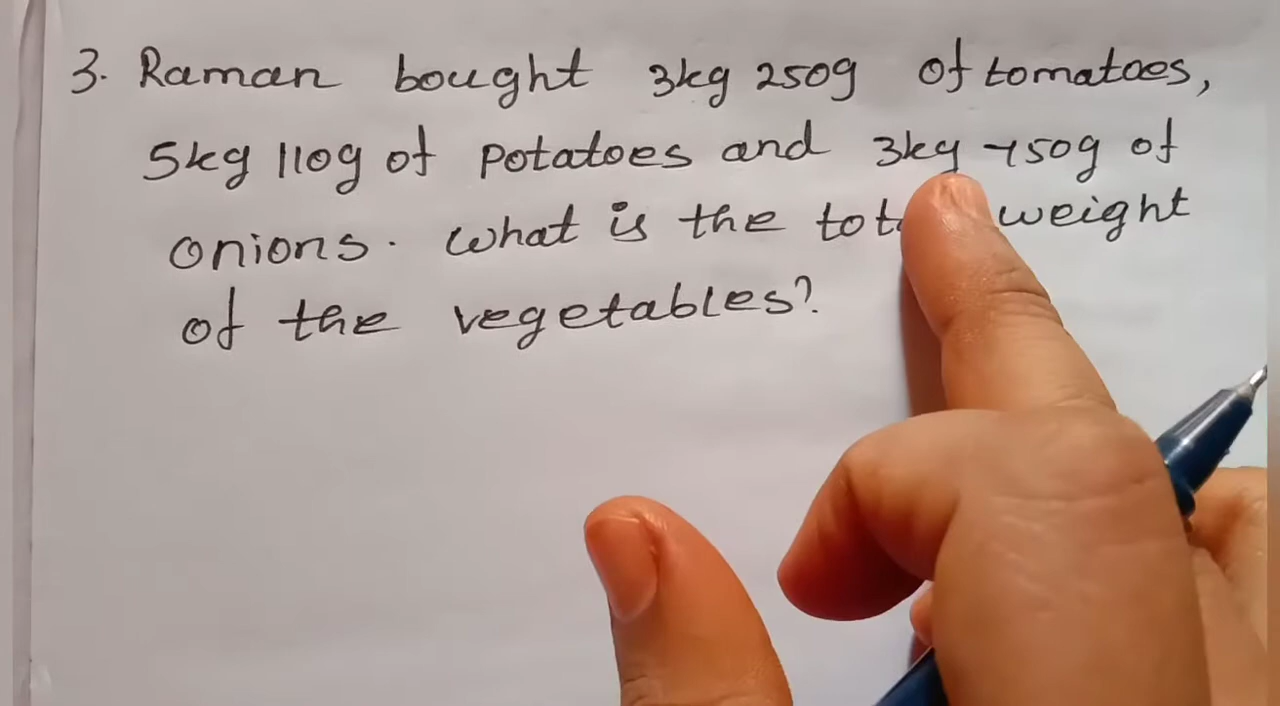 3. Raman bought 3kg 250g of tomatoes,
5kg 110g of potatoes and 3kg 750g of
onions. what is the weight
of the vegetables?